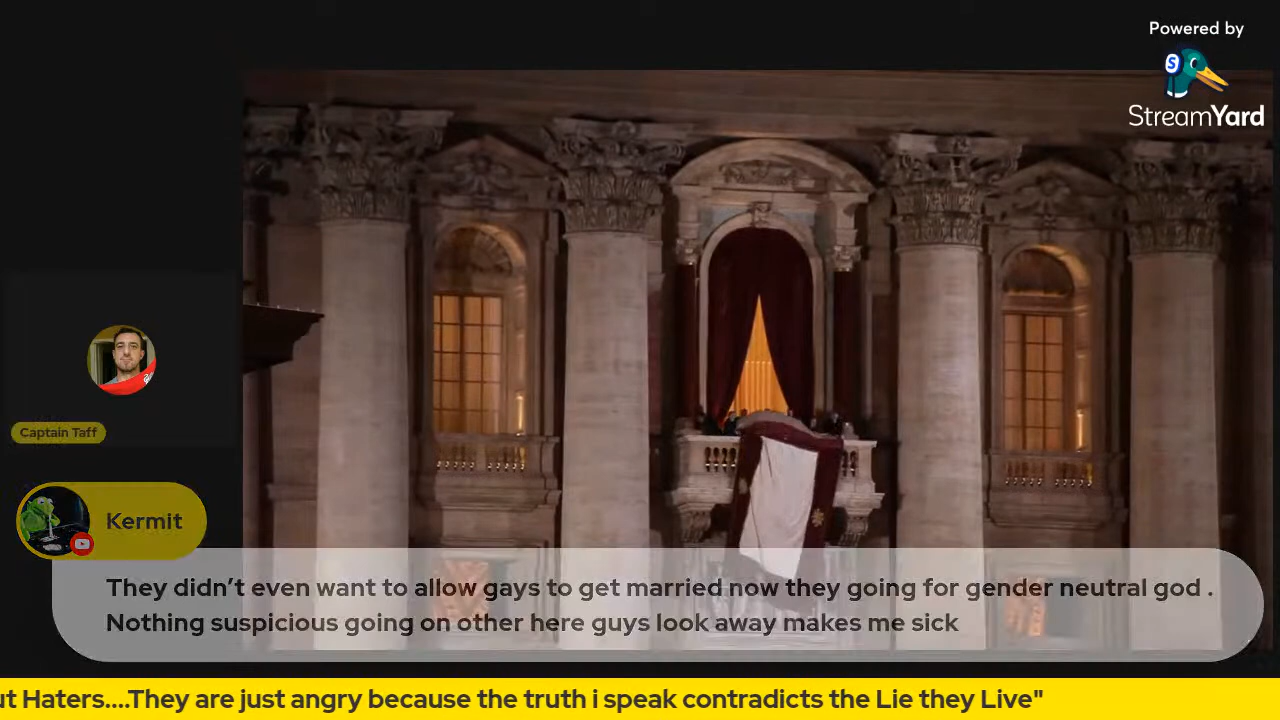 Powered by
StreamYard
Captain Taff
Kermit
They didn’t even want to allow gays to get married now they going for gender neutral god .
Nothing suspicious going on other here guys look away makes me sick
ut Haters....They are just angry because the truth i speak contradicts the Lie they Live"